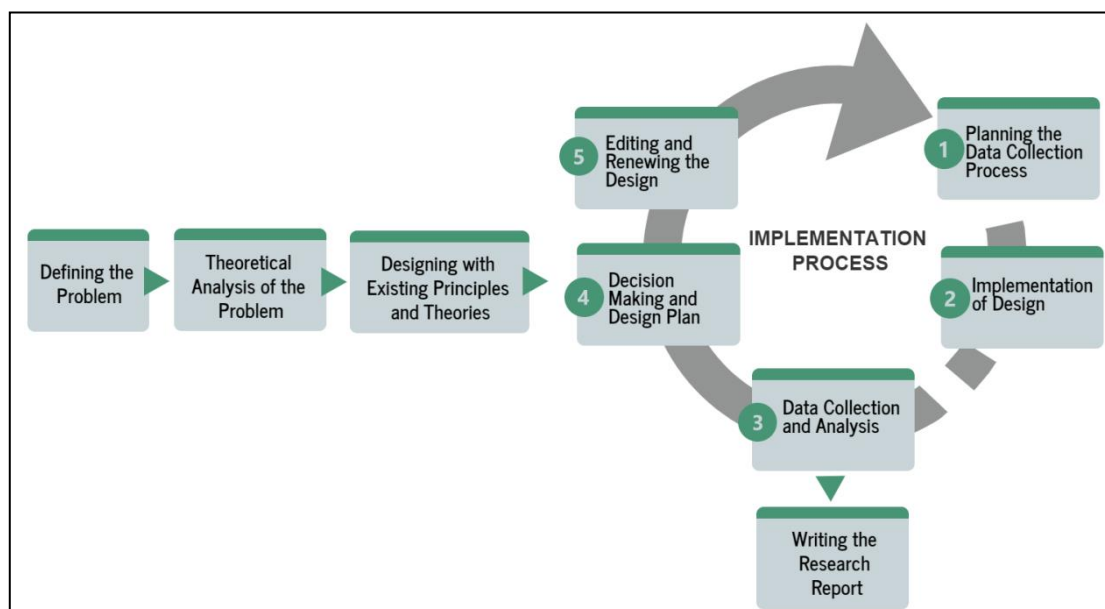 Defining the
Problem
Theoretical
Analysis of the
Problem
Designing with
Existing Principles
and Theories
IMPLEMENTATION
PROCESS
1
Planning the
Data Collection
Process
2
Implementation
of Design
3
Data Collection
and Analysis
4
Decision
Making and
Design Plan
5
Editing and
Renewing the
Design
Writing the
Research
Report